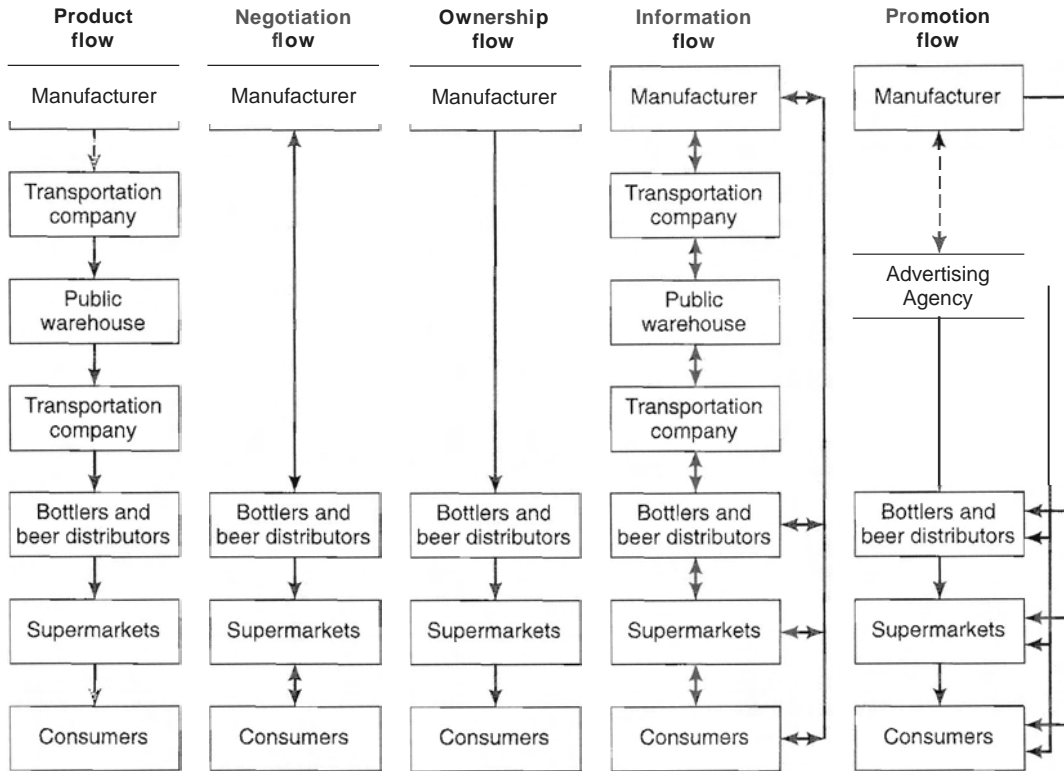 Product
flow
Manufacturer
Transportation
company
Public
warehouse
Transportation
company
Bottlers and
beer distributors
Supermarkets
Consumers
Negotiation
flow
Manufacturer
Bottlers and
beer distributors
Supermarkets
Consumers
Ownership
flow
Manufacturer
Bottlers and
beer distributors
Supermarkets
Consumers
Information
flow
Manufacturer
Transportation
company
Public
warehouse
Transportation
company
Bottlers and
beer distributors
Supermarkets
Consumers
Promotion
flow
Manufacturer
Advertising
Agency
Bottlers and
beer distributors
Supermarkets
Consumers